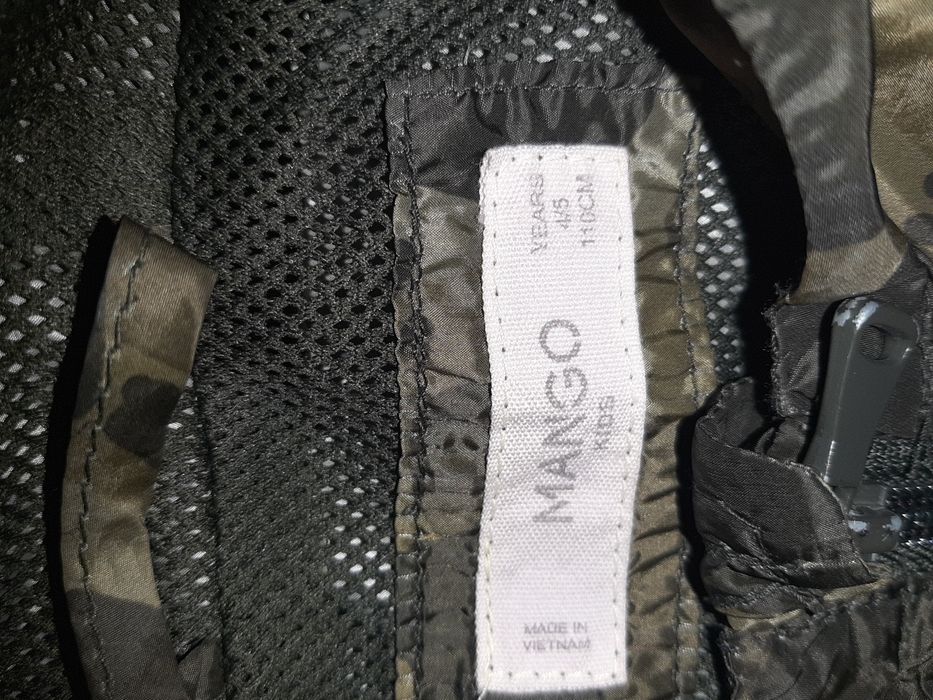 YEARS
4/5
110CM
MANGO
KIDS
MADE IN
VIETNAM